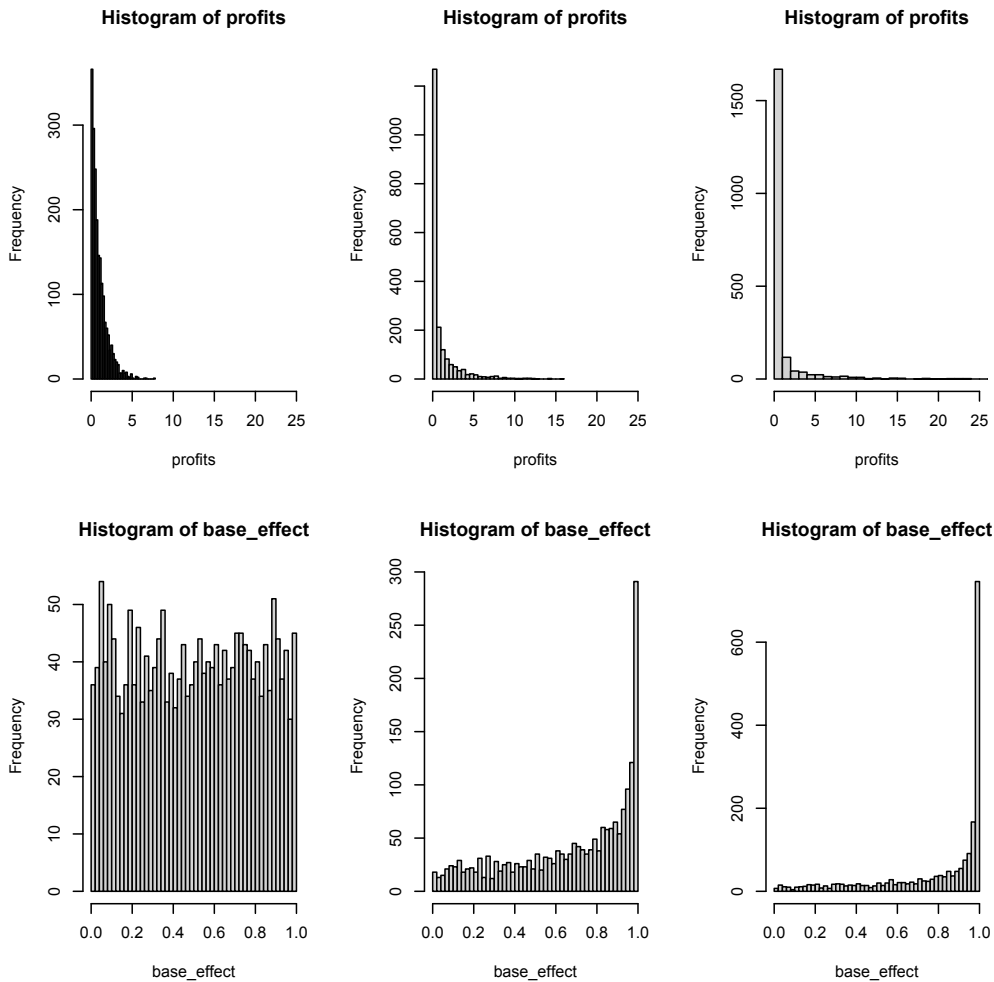 Histogram of profits
Frequency
0 100 200 300
0 5 10 15 20 25
profits
Histogram of profits
Frequency
0 200 400 600 800 1000
0 5 10 15 20 25
profits
Histogram of profits
Frequency
0 500 1000 1500
0 5 10 15 20 25
profits
Histogram of base_effect
Frequency
0 10 20 30 40 50
0.0 0.2 0.4 0.6 0.8 1.0
base_effect
Histogram of base_effect
Frequency
0 50 100 150 200 250 300
0.0 0.2 0.4 0.6 0.8 1.0
base_effect
Histogram of base_effect
Frequency
0 200 400 600
0.0 0.2 0.4 0.6 0.8 1.0
base_effect